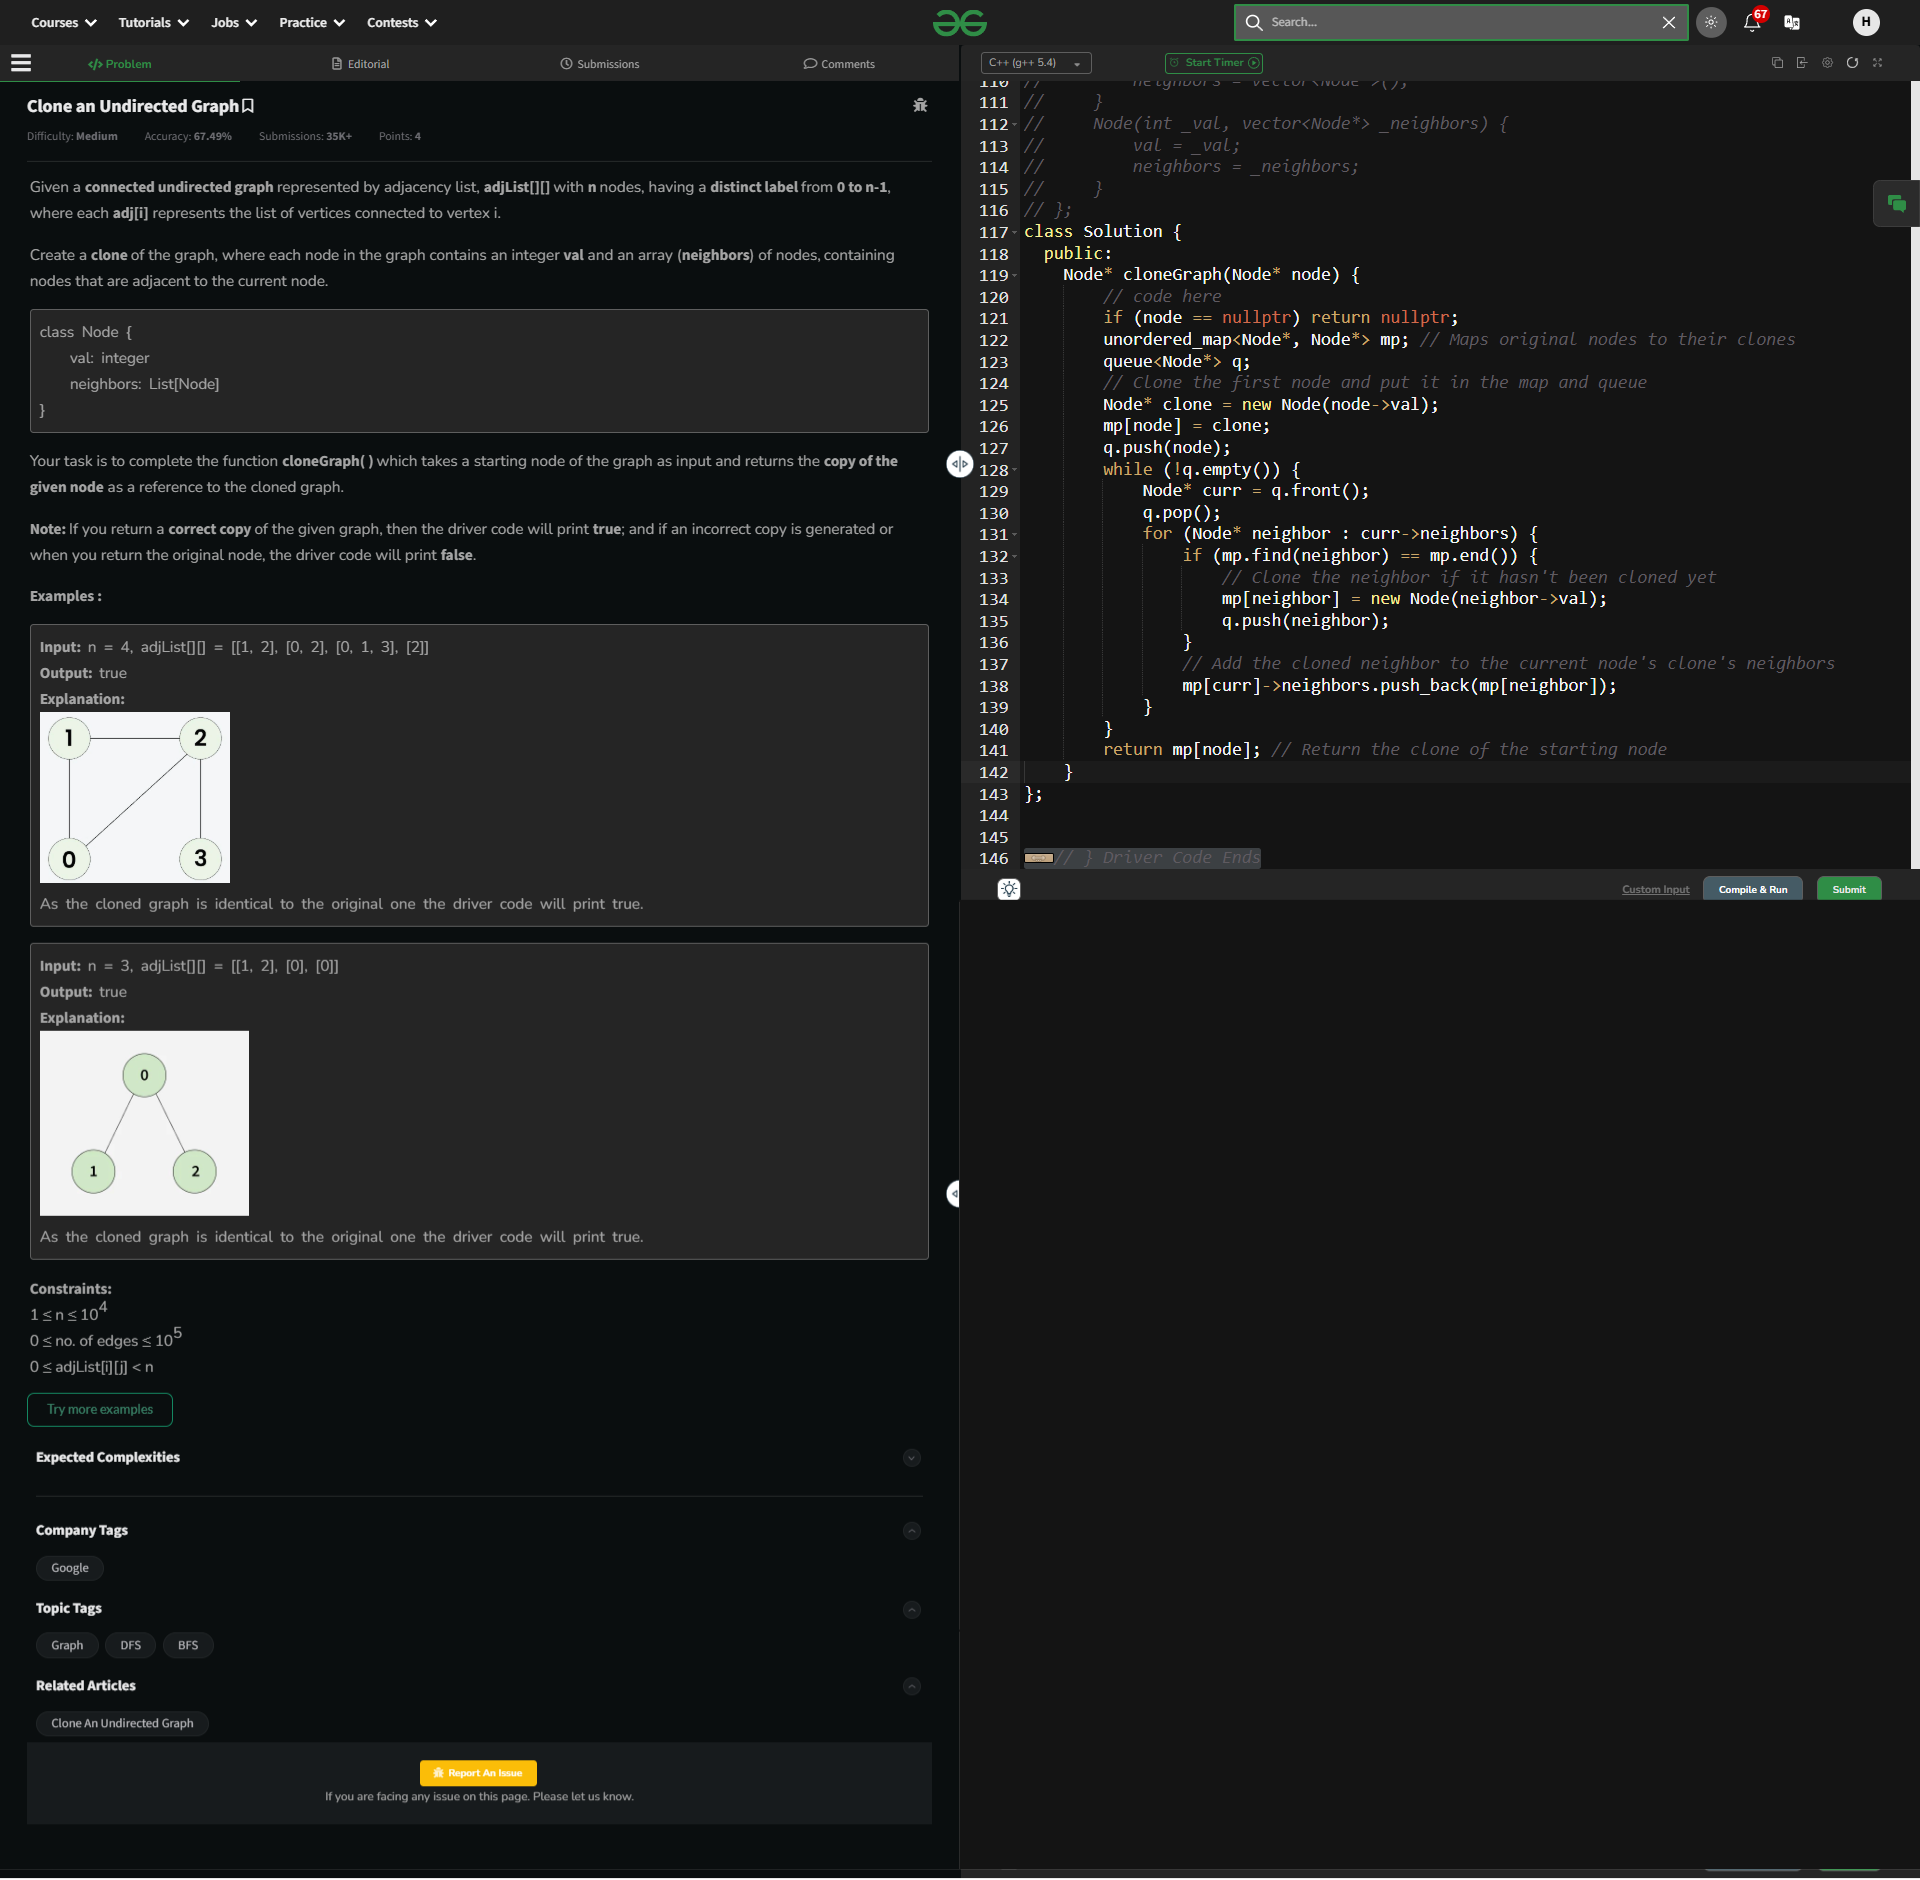 Courses Tutorials Jobs Practice Contests
Search...
67
H
</> Problem
Editorial
Submissions
Comments
Clone an Undirected Graph
Difficulty: Medium Accuracy: 67.49% Submissions: 35K+ Points: 4
Given a connected undirected graph represented by adjacency list, adjList[][] with n nodes, having a distinct label from 0 to n-1,
where each adj[i] represents the list of vertices connected to vertex i.
Create a clone of the graph, where each node in the graph contains an integer val and an array (neighbors) of nodes, containing
nodes that are adjacent to the current node.
class Node {
val: integer
neighbors: List[Node]
}
Your task is to complete the function cloneGraph( ) which takes a starting node of the graph as input and returns the copy of the
given node as a reference to the cloned graph.
Note: If you return a correct copy of the given graph, then the driver code will print true; and if an incorrect copy is generated or
when you return the original node, the driver code will print false.
Examples :
Input: n = 4, adjList[][] = [[1, 2], [0, 2], [0, 1, 3], [2]]
Output: true
Explanation:
1 2
0 3
As the cloned graph is identical to the original one the driver code will print true.
Input: n = 3, adjList[][] = [[1, 2], [0], [0]]
Output: true
Explanation:
0
1 2
As the cloned graph is identical to the original one the driver code will print true.
Constraints:
1 ≤ n ≤ 10^4
0 ≤ no. of edges ≤ 10^5
0 ≤ adjList[i][j] < n
Try more examples
Expected Complexities
Company Tags
Google
Topic Tags
Graph DFS BFS
Related Articles
Clone An Undirected Graph
Report An Issue
If you are facing any issue on this page. Please let us know.
C++ (g++ 5.4)
Start Timer
110 // neighbors = vector<Node*>();
111 // }
112 // Node(int _val, vector<Node*> _neighbors) {
113 // val = _val;
114 // neighbors = _neighbors;
115 // }
116 // };
117 class Solution {
118 public:
119 Node* cloneGraph(Node* node) {
120 // code here
121 if (node == nullptr) return nullptr;
122 unordered_map<Node*, Node*> mp; // Maps original nodes to their clones
123 queue<Node*> q;
124 // Clone the first node and put it in the map and queue
125 Node* clone = new Node(node->val);
126 mp[node] = clone;
127 q.push(node);
128 while (!q.empty()) {
129 Node* curr = q.front();
130 q.pop();
131 for (Node* neighbor : curr->neighbors) {
132 if (mp.find(neighbor) == mp.end()) {
133 // Clone the neighbor if it hasn't been cloned yet
134 mp[neighbor] = new Node(neighbor->val);
135 q.push(neighbor);
136 }
137 // Add the cloned neighbor to the current node's clone's neighbors
138 mp[curr]->neighbors.push_back(mp[neighbor]);
139 }
140 }
141 return mp[node]; // Return the clone of the starting node
142 }
143 };
144
145
146 // } Driver Code Ends
Custom Input Compile & Run Submit